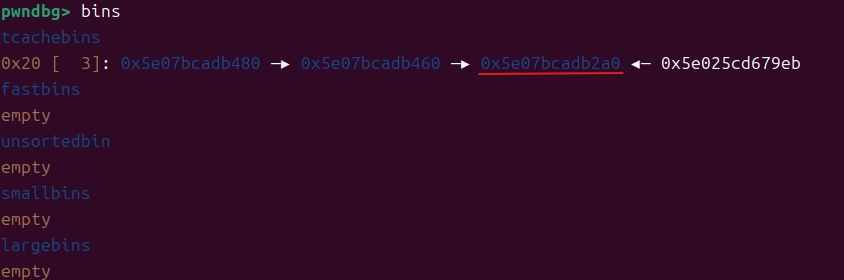 pwndbg> bins
tcachebins
0x20 [  3]: 0x5e07bcadb480 —▸ 0x5e07bcadb460 —▸ 0x5e07bcadb2a0 ◂— 0x5e025cd679eb
fastbins
empty
unsortedbin
empty
smallbins
empty
largebins
empty